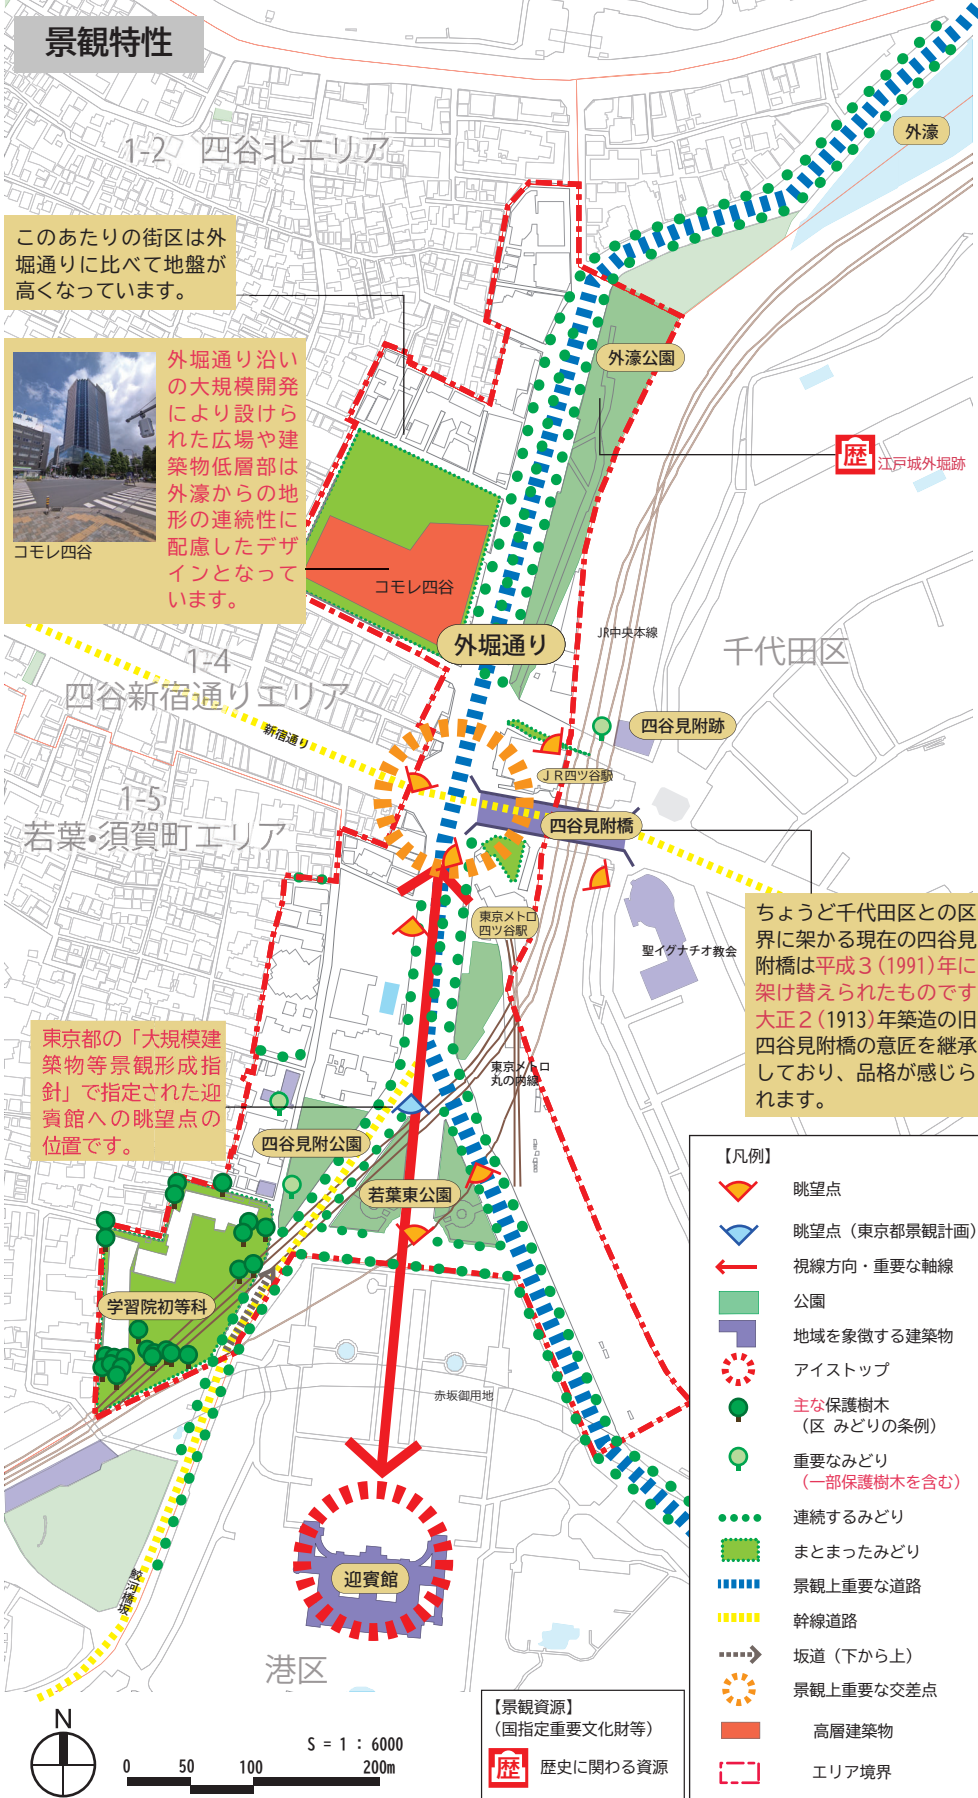 景観特性
1-2 四谷北エリア
外濠
このあたりの街区は外
堀通りに比べて地盤が
高くなっています。
外濠公園
外堀通り沿い
の大規模開発
により設けら
れた広場や建
築物低層部は
外濠からの地
形の連続性に
配慮したデザ
インとなって
います。
コモレ四谷
歴
江戸城外堀跡
コモレ四谷
外堀通り
JR中央本線
千代田区
1-4
四谷新宿通りエリア
新宿通り
四谷見附跡
ＪＲ四ツ谷駅
1-5
若葉・須賀町エリア
四谷見附橋
東京メトロ
四ツ谷駅
聖イグナチオ教会
ちょうど千代田区との区
界に架かる現在の四谷見
附橋は平成３(1991)年に
架け替えられたものです
大正２(1913)年築造の旧
四谷見附橋の意匠を継承
しており、品格が感じら
れます。
東京都の「大規模建
築物等景観形成指
針」で指定された迎
賓館への眺望点の
位置です。
東京メトロ
丸の内線
四谷見附公園
若葉東公園
学習院初等科
赤坂御用地
迎賓館
鮫河橋坂
港区
【凡例】
眺望点
眺望点（東京都景観計画）
視線方向・重要な軸線
公園
地域を象徴する建築物
アイストップ
主な保護樹木
（区 みどりの条例）
重要なみどり
（一部保護樹木を含む）
連続するみどり
まとまったみどり
景観上重要な道路
幹線道路
坂道（下から上）
景観上重要な交差点
高層建築物
エリア境界
【景観資源】
（国指定重要文化財等）
歴 歴史に関わる資源
N
S = 1 : 6000
0 50 100 200m